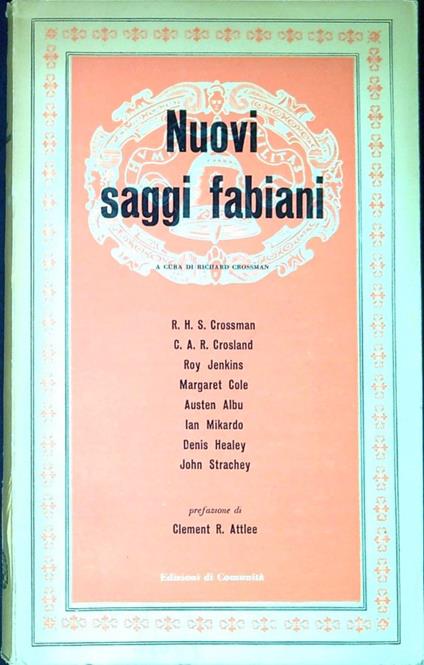 Nuovi
saggi fabiani
A CURA DI RICHARD CROSSMAN
R. H. S. Crossman
C. A. R. Crosland
Roy Jenkins
Margaret Cole
Austen Albu
Ian Mikardo
Denis Healey
John Strachey
prefazione di
Clement R. Attlee
Edizioni di Comunità